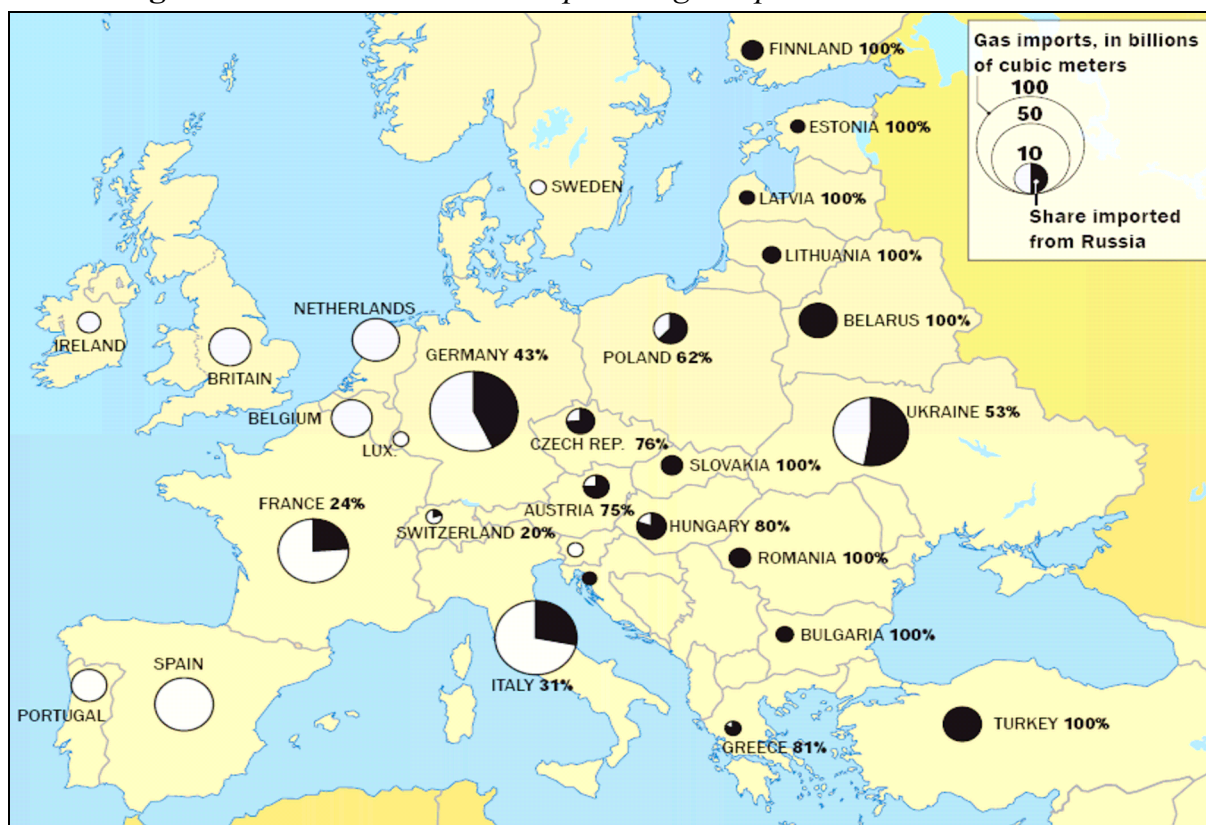 FINNLAND 100%
Gas imports, in billions
of cubic meters
100
50
10
Share imported
from Russia
ESTONIA 100%
SWEDEN
LATVIA 100%
LITHUANIA 100%
NETHERLANDS
IRELAND
BRITAIN
GERMANY 43%
POLAND 62%
BELARUS 100%
BELGIUM
LUX.
CZECH REP. 76%
UKRAINE 53%
SLOVAKIA 100%
FRANCE 24%
AUSTRIA 75%
SWITZERLAND 20%
HUNGARY 80%
ROMANIA 100%
BULGARIA 100%
SPAIN
PORTUGAL
ITALY 31%
GREECE 81%
TURKEY 100%